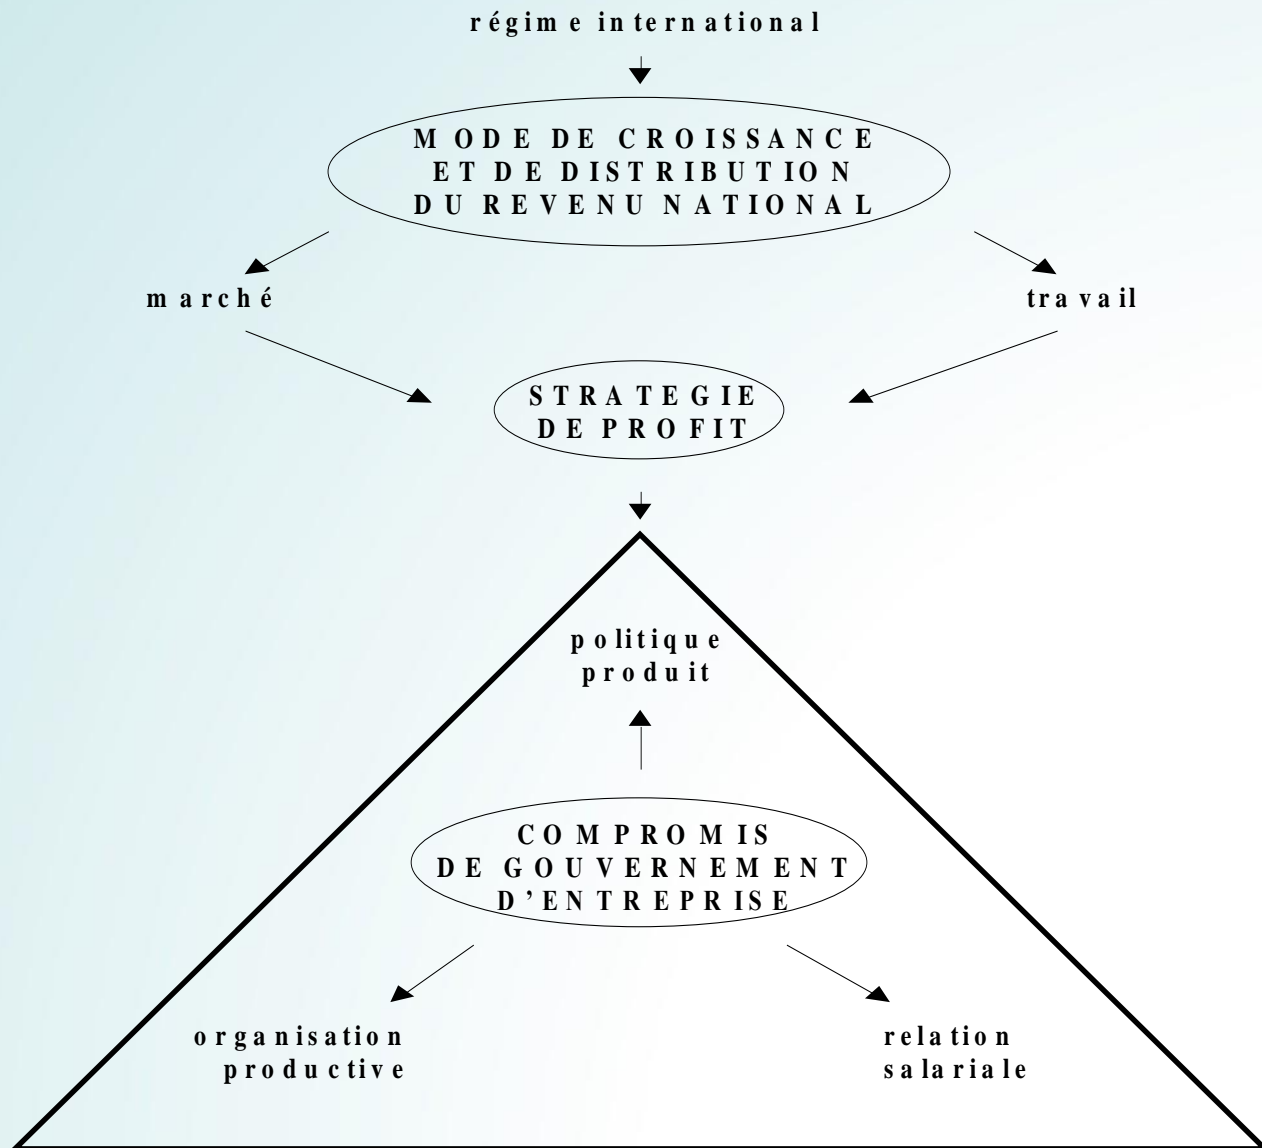 régime international
MODE DE CROISSANCE
ET DE DISTRIBUTION
DU REVENU NATIONAL
marché
travail
STRATEGIE
DE PROFIT
politique
produit
COMPROMIS
DE GOUVERNEMENT
D’ENTREPRISE
organisation
productive
relation
salariale